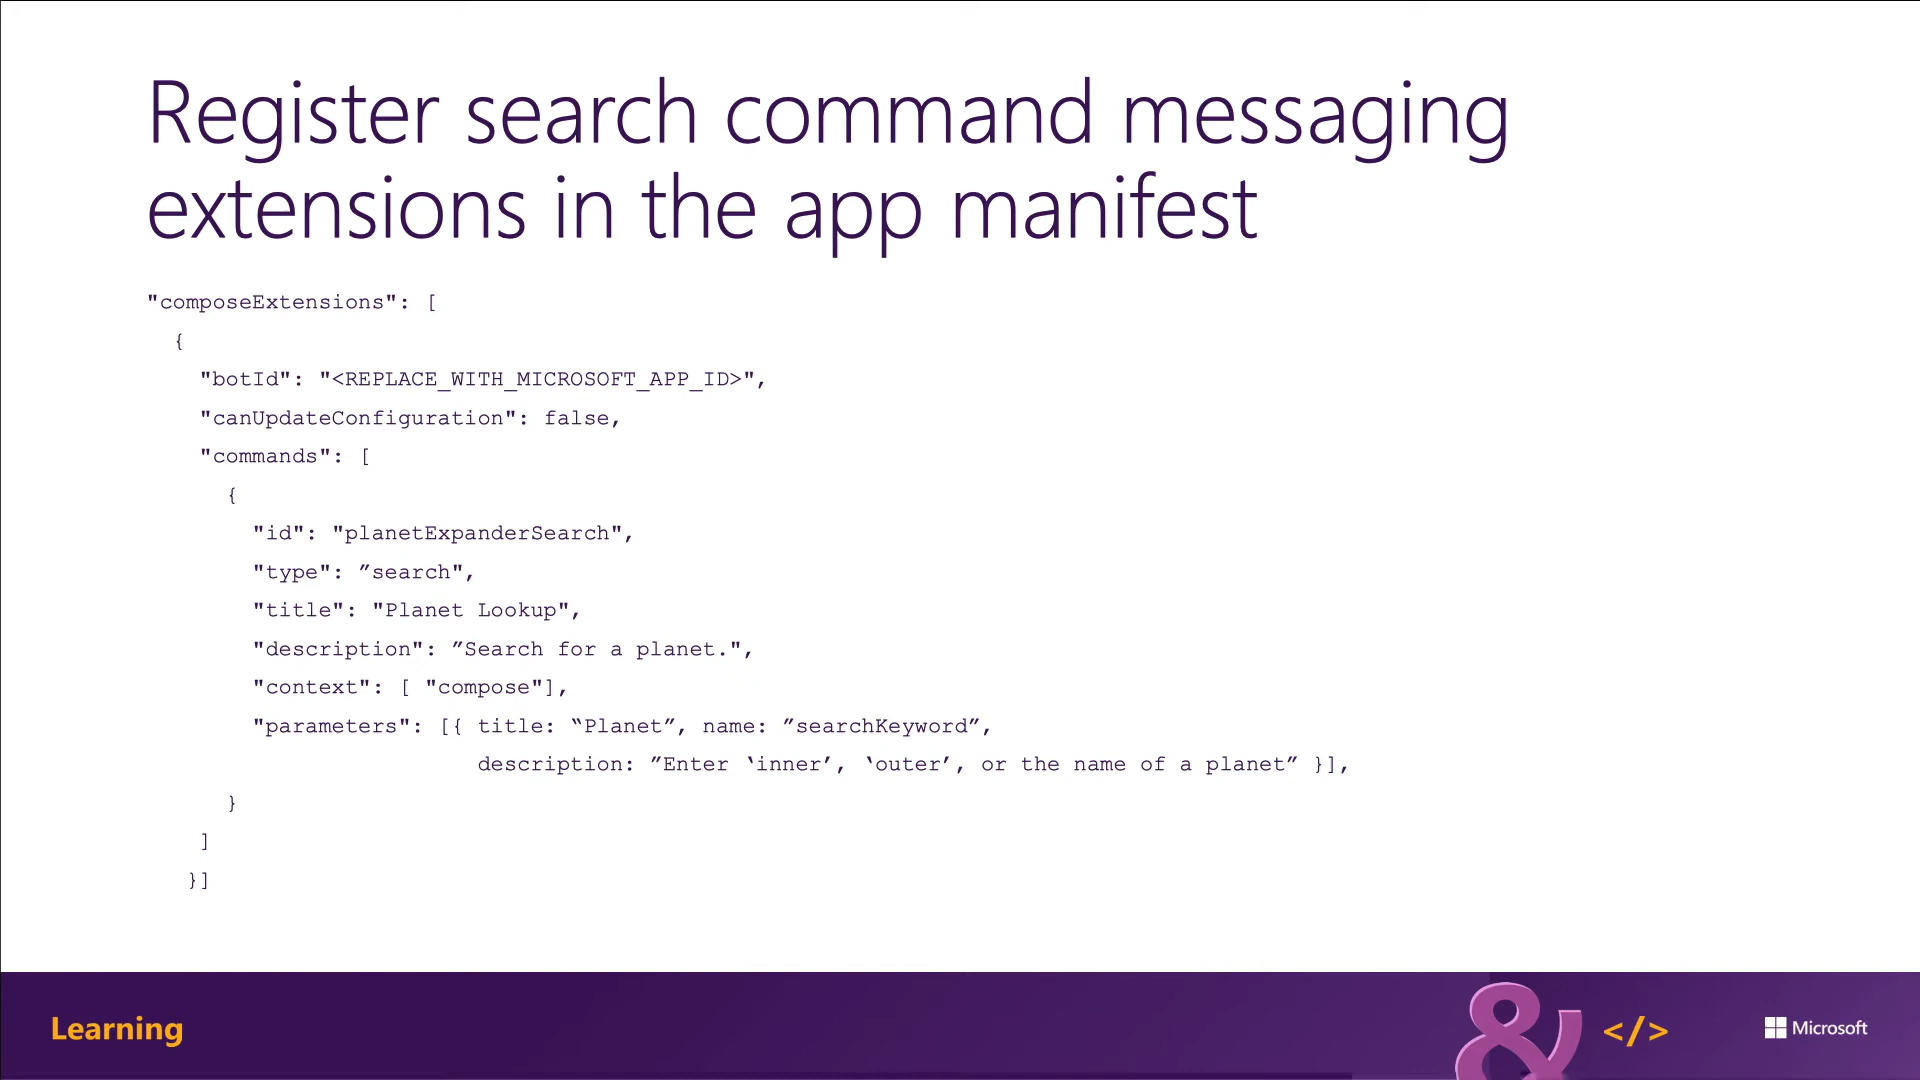 Register search command messaging
extensions in the app manifest
"composeExtensions": [
{
"botId": "<REPLACE_WITH_MICROSOFT_APP_ID>",
"canUpdateConfiguration": false,
"commands": [
{
"id": "planetExpanderSearch",
"type": ”search",
"title": "Planet Lookup",
"description": ”Search for a planet.",
"context": [ "compose"],
"parameters": [{ title: “Planet”, name: ”searchKeyword”,
description: ”Enter ‘inner’, ‘outer’, or the name of a planet” }],
}
]
}]
Learning
& </>
Microsoft